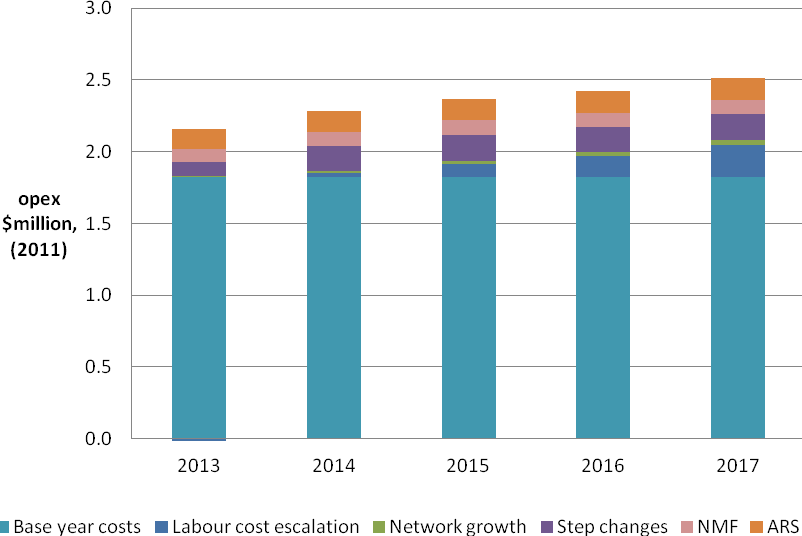 3.0
2.5
2.0
1.5
1.0
0.5
0.0
opex
$million,
(2011)
2013 2014 2015 2016 2017
Base year costs Labour cost escalation Network growth Step changes NMF ARS